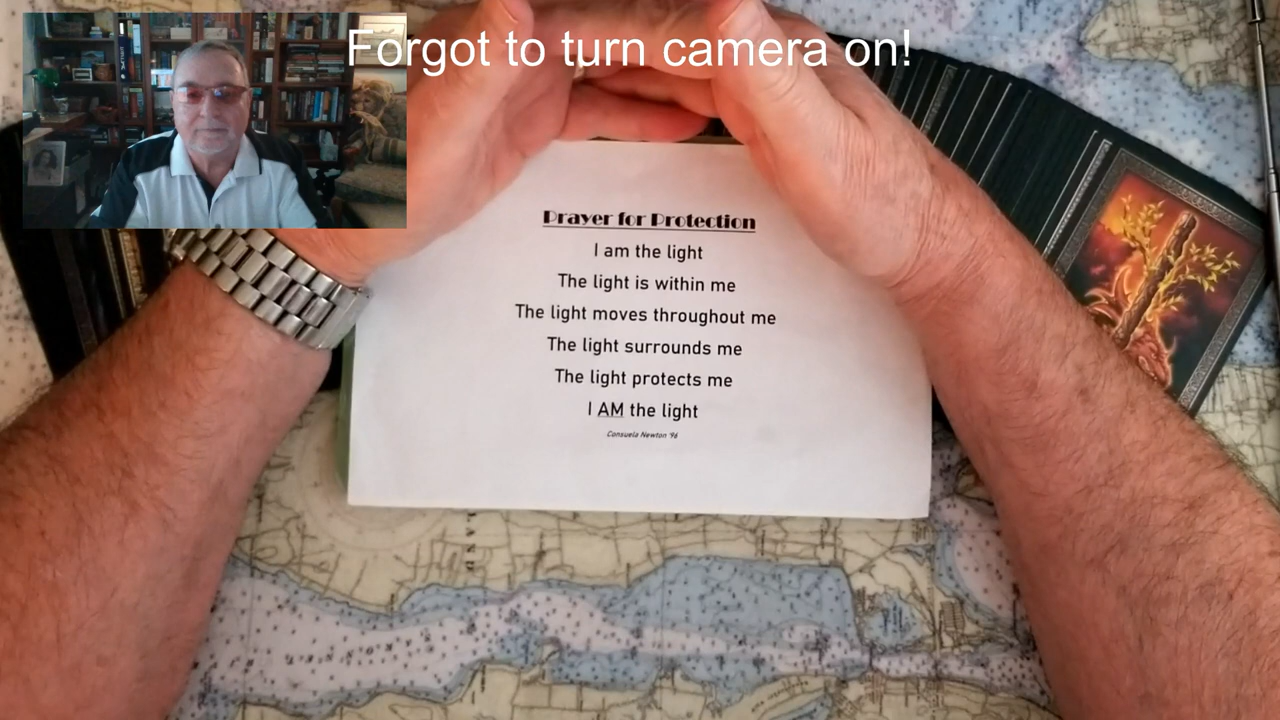 Forgot to turn camera on!
Prayer for Protection
I am the light
The light is within me
The light moves throughout me
The light surrounds me
The light protects me
I AM the light
Consuela Newton '96